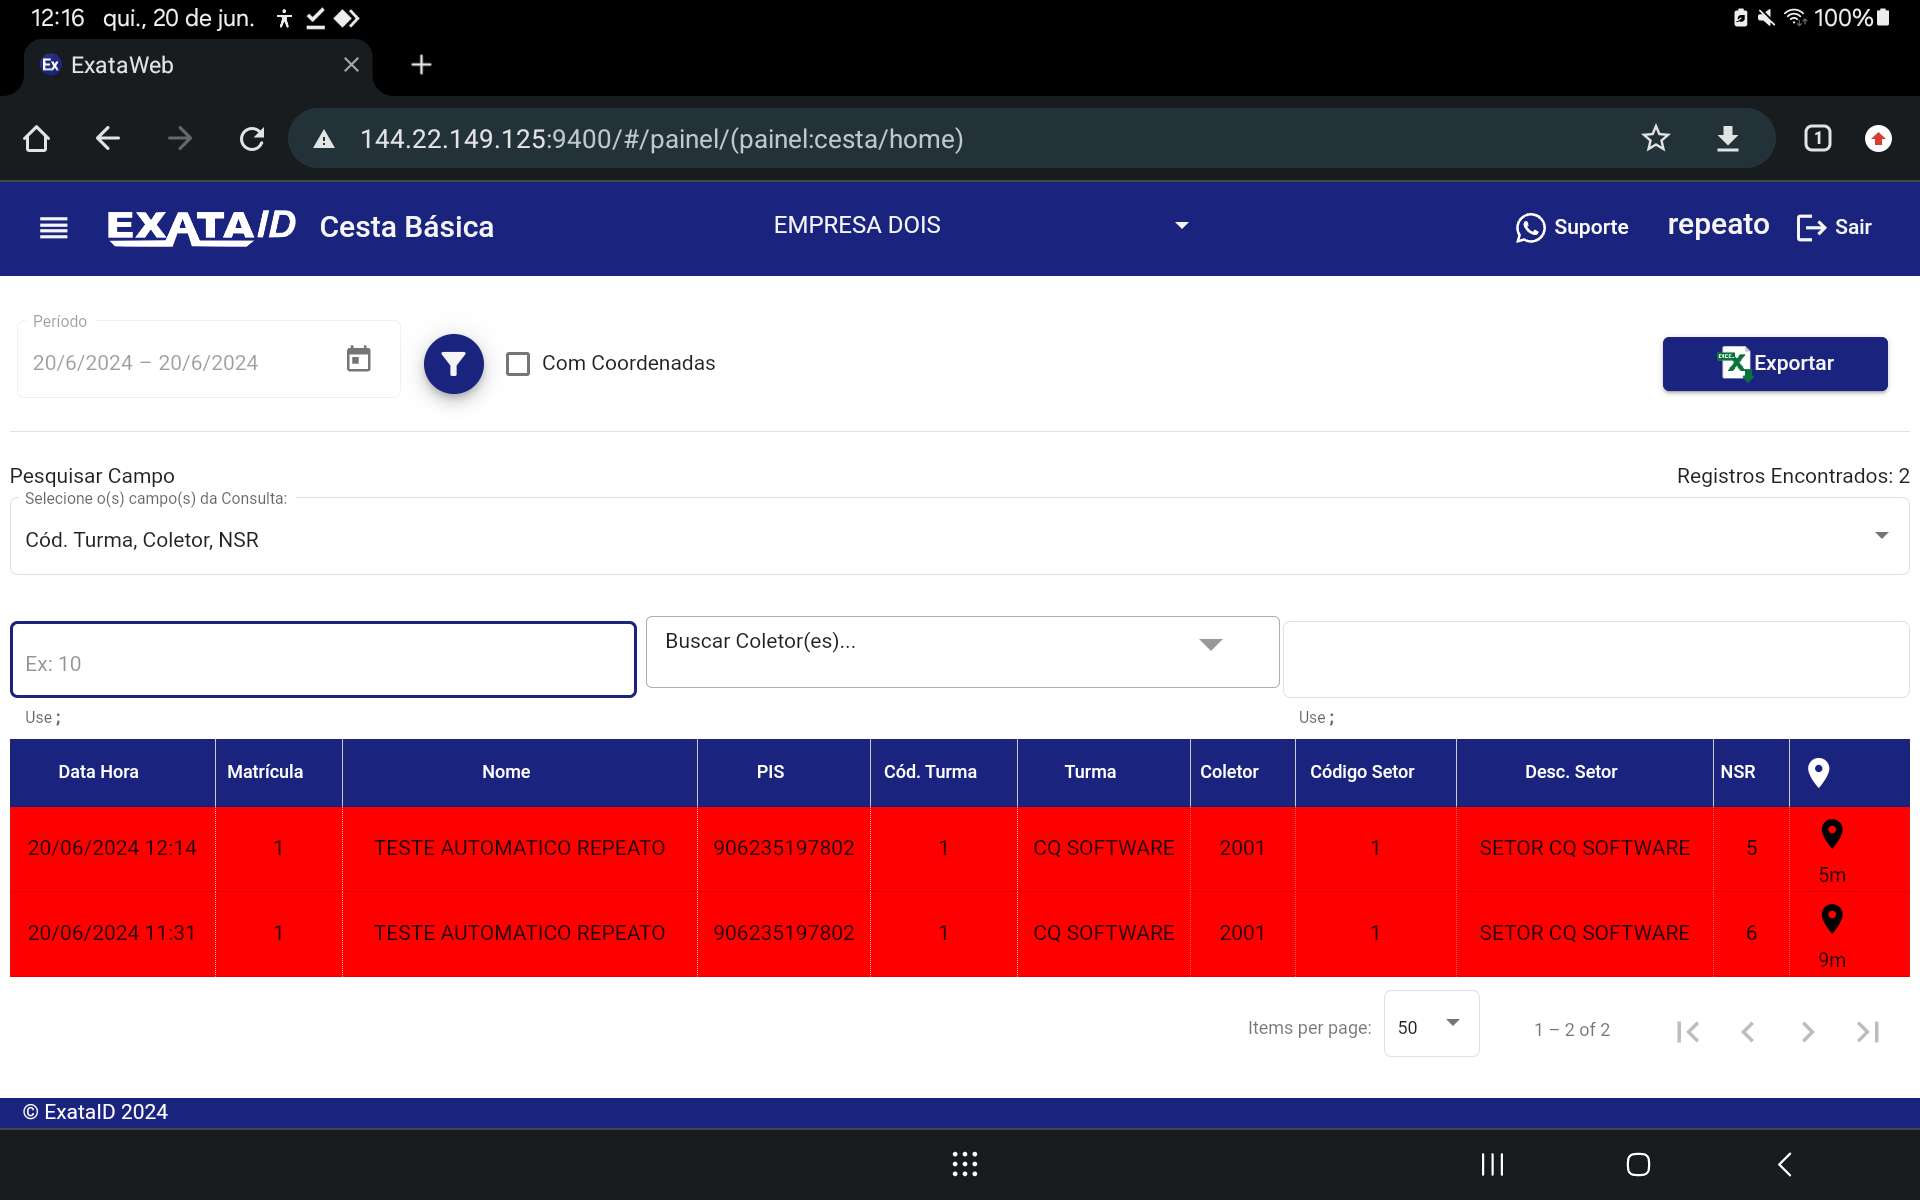 12:16 qui., 20 de jun. 100%
Ex ExataWeb
144.22.149.125:9400/#/painel/(painel:cesta/home) 1
EXATAID Cesta Básica EMPRESA DOIS Suporte repeato Sair
Período
20/6/2024 – 20/6/2024 Com Coordenadas Exportar
Pesquisar Campo Registros Encontrados: 2
Selecione o(s) campo(s) da Consulta:
Cód. Turma, Coletor, NSR
Buscar Coletor(es)...
Ex: 10
Use ; Use ;
Data Hora Matrícula Nome PIS Cód. Turma Turma Coletor Código Setor Desc. Setor NSR
20/06/2024 12:14 1 TESTE AUTOMATICO REPEATO 906235197802 1 CQ SOFTWARE 2001 1 SETOR CQ SOFTWARE 5
5m
20/06/2024 11:31 1 TESTE AUTOMATICO REPEATO 906235197802 1 CQ SOFTWARE 2001 1 SETOR CQ SOFTWARE 6
9m
Items per page: 50 1 – 2 of 2
© ExataID 2024